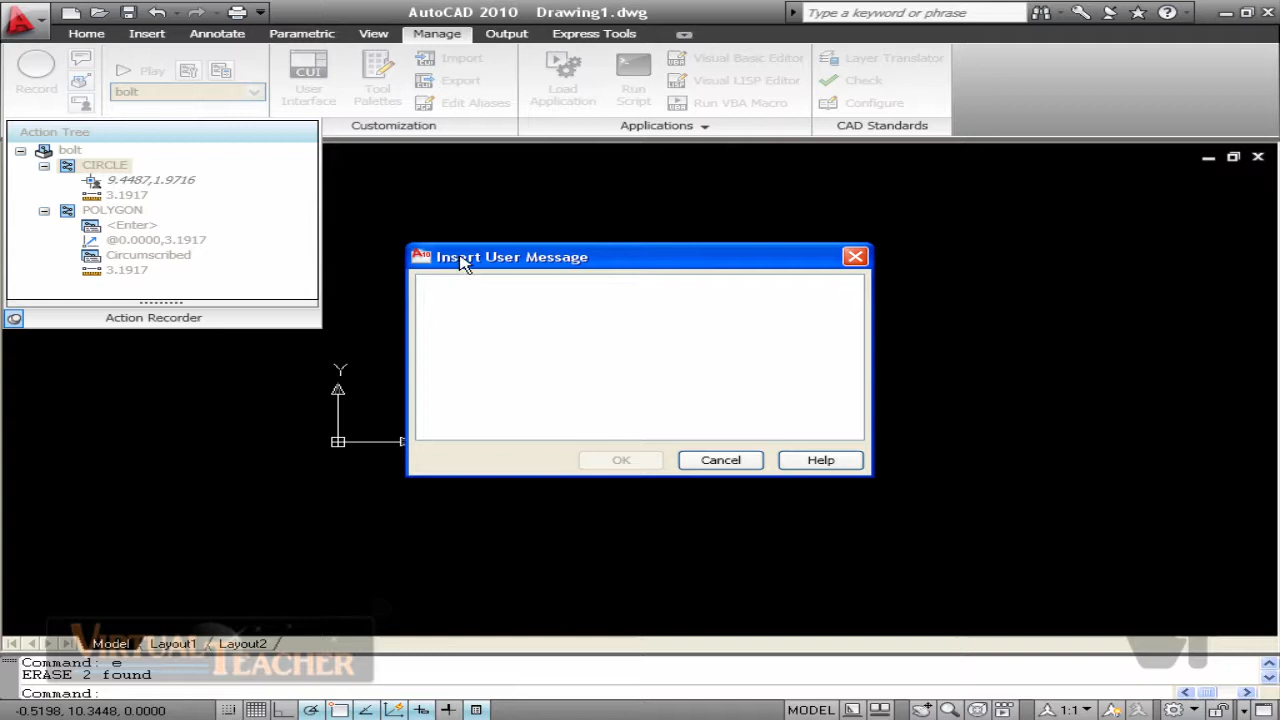 AutoCAD 2010 Drawing1.dwg
Type a keyword or phrase
Home Insert Annotate Parametric View Manage Output Express Tools
Record
Play
bolt
CUI
User Interface
Tool Palettes
Import
Export
Edit Aliases
Load Application
Run Script
Visual Basic Editor
Visual LISP Editor
Run VBA Macro
Layer Translator
Check
Configure
Customization
Applications
CAD Standards
Action Tree
bolt
CIRCLE
9.4487,1.9716
3.1917
POLYGON
<Enter>
@0.0000,3.1917
Circumscribed
3.1917
Action Recorder
Insert User Message
OK Cancel Help
Y
Model Layout1 Layout2
VIRTUAL TEACHER
Command: e
ERASE 2 found
Command:
-0.5198, 10.3448, 0.0000
MODEL
1:1